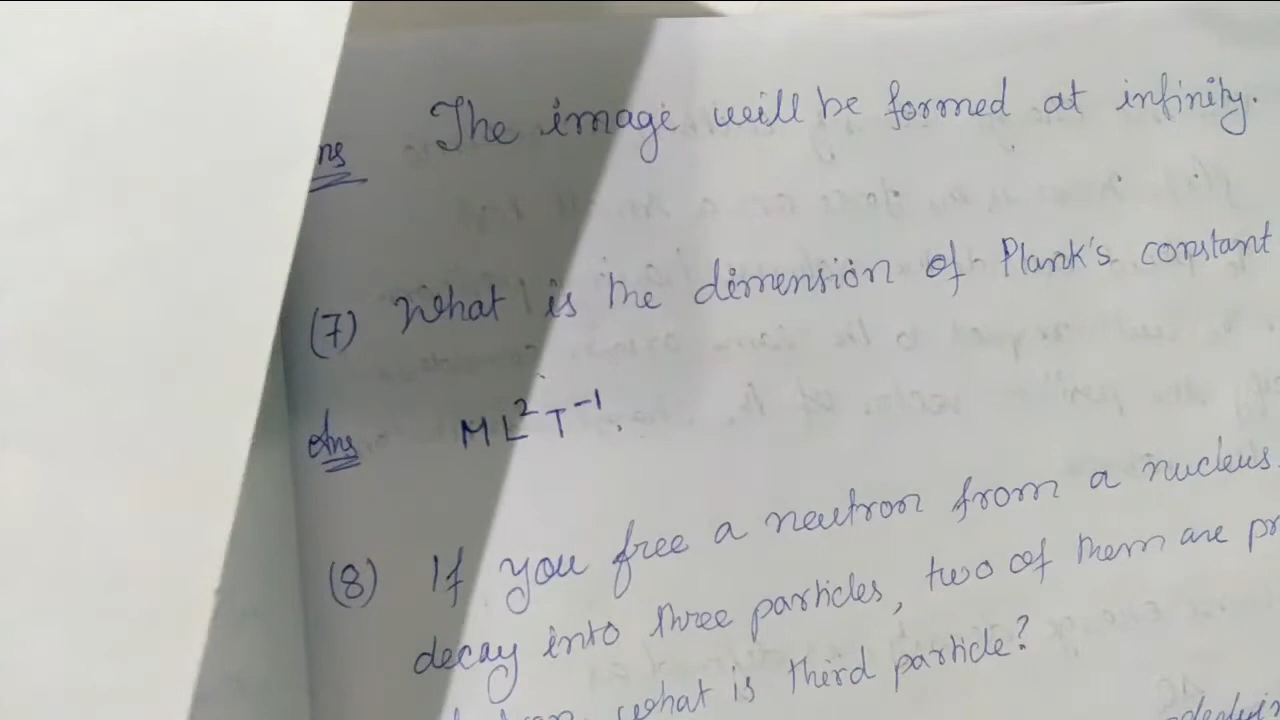 The image will be formed at infinity.
ns
(7) What is the dimension of Plank's constant
Ans ML²T⁻¹.
(8) If you free a neutron from a nucleus.
decay into three particles, two of them are pr
what is third particle?